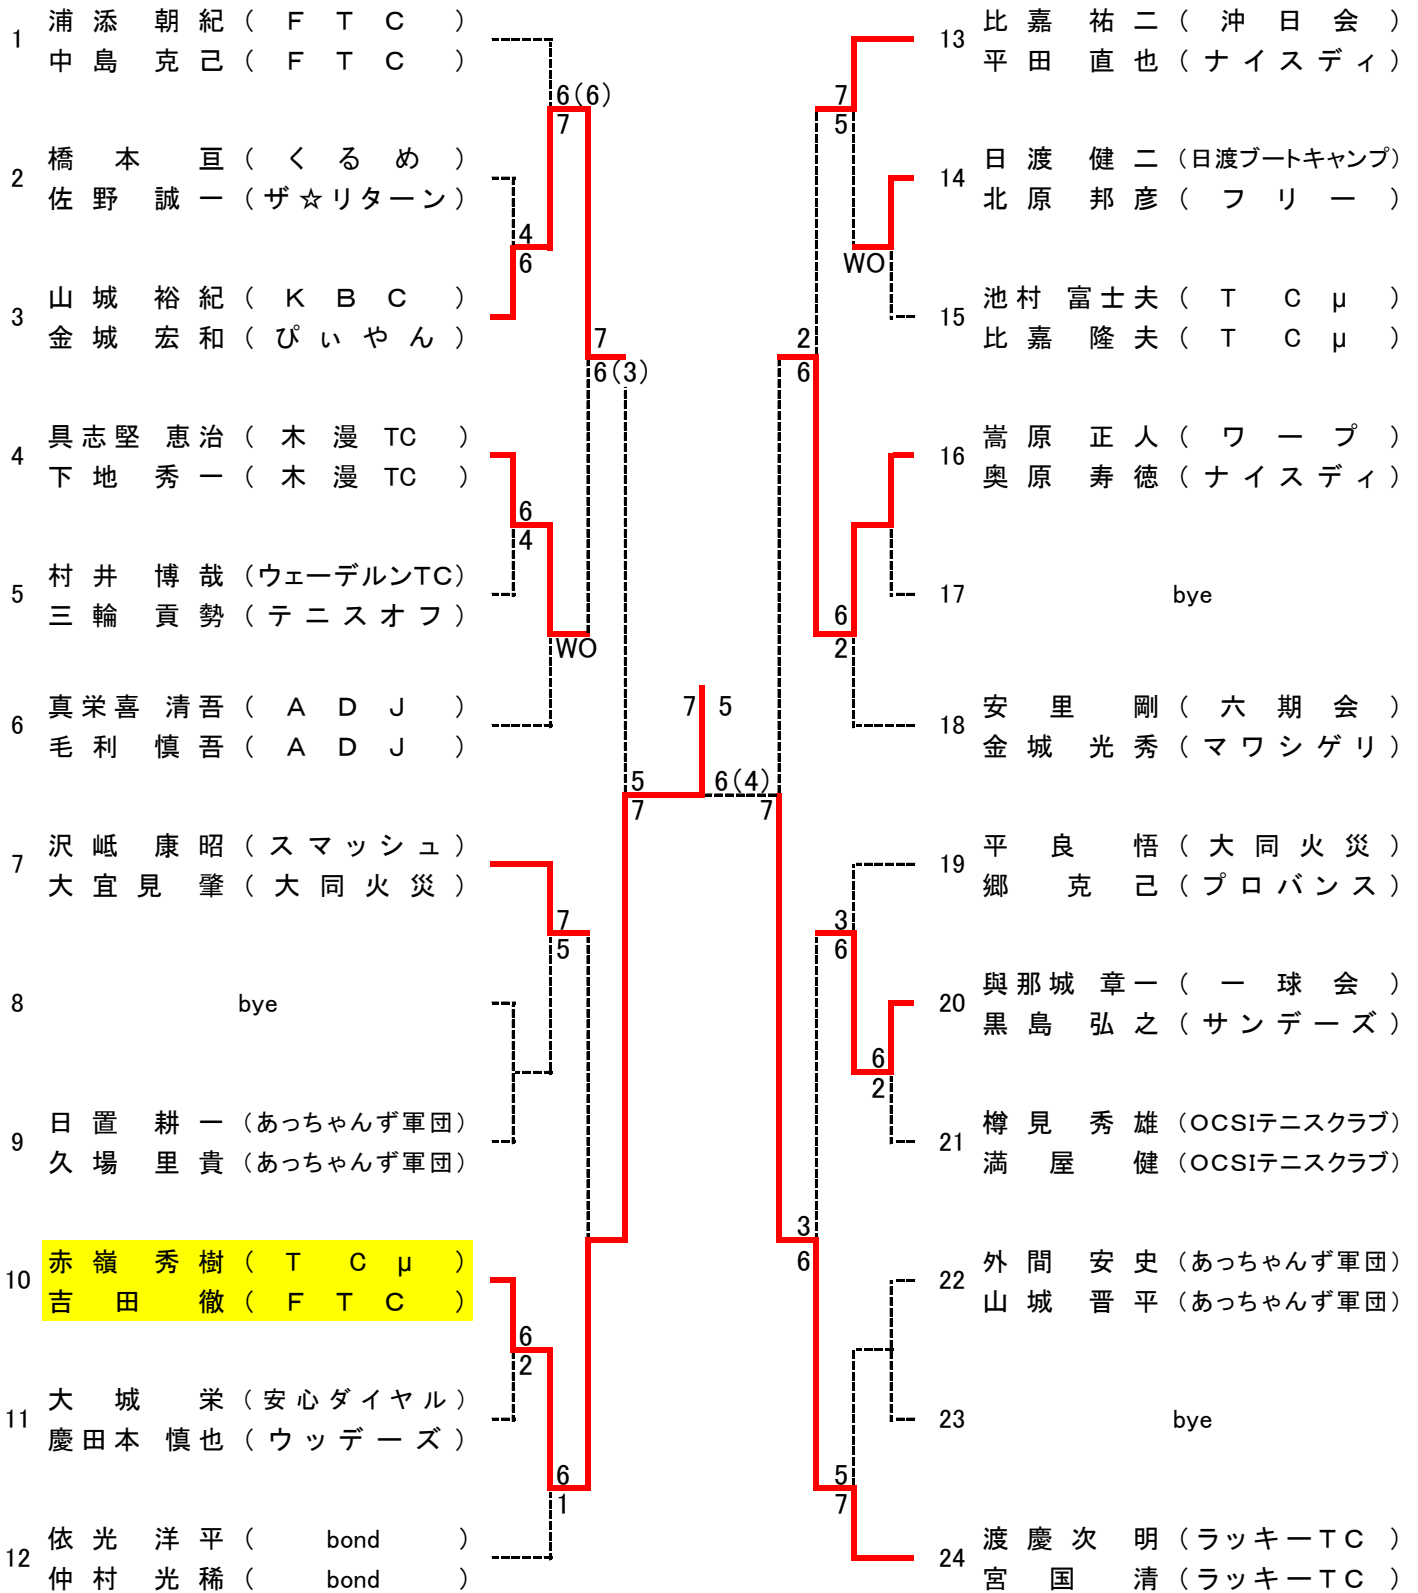 1 浦添 朝紀 ( FTC )
中島 克己 ( FTC )
6(6)
7
2 橋本 亘 ( くるめ )
佐野 誠一 ( ザ☆リターン )
4
6
3 山城 裕紀 ( KBC )
金城 宏和 ( ぴぃやん )
7
6(3)
4 具志堅 恵治 ( 木漫TC )
下地 秀一 ( 木漫TC )
6
4
5 村井 博哉 (ウェーデルンTC)
三輪 貢勢 ( テニスオフ )
WO
6 真栄喜 清吾 ( ADJ )
毛利 慎吾 ( ADJ )
7 5
5
7
6(4)
7
7 沢岻 康昭 ( スマッシュ )
大宜見 肇 ( 大同火災 )
7
5
8 bye
9 日置 耕一 (あっちゃんず軍団)
久場 里貴 (あっちゃんず軍団)
10 赤嶺 秀樹 ( TCμ )
吉田 徹 ( FTC )
6
2
11 大城 栄 ( 安心ダイヤル )
慶田本 慎也 ( ウッデーズ )
6
1
12 依光 洋平 ( bond )
仲村 光稀 ( bond )
13 比嘉 祐二 ( 沖日会 )
平田 直也 ( ナイスディ )
7
5
14 日渡 健二 (日渡ブートキャンプ)
北原 邦彦 ( フリー )
WO
15 池村 富士夫 ( TCμ )
比嘉 隆夫 ( TCμ )
2
6
16 嵩原 正人 ( ワープ )
奥原 寿徳 ( ナイスディ )
17 bye
6
2
18 安里 剛 ( 六期会 )
金城 光秀 ( マワシゲリ )
19 平良 悟 ( 大同火災 )
郷 克己 ( プロバンス )
3
6
20 與那城 章一 ( 一球会 )
黒島 弘之 ( サンデーズ )
6
2
21 樽見 秀雄 (OCSIテニスクラブ)
満屋 健 (OCSIテニスクラブ)
3
6
22 外間 安史 (あっちゃんず軍団)
山城 晋平 (あっちゃんず軍団)
23 bye
5
7
24 渡慶次 明 ( ラッキーTC )
宮国 清 ( ラッキーTC )